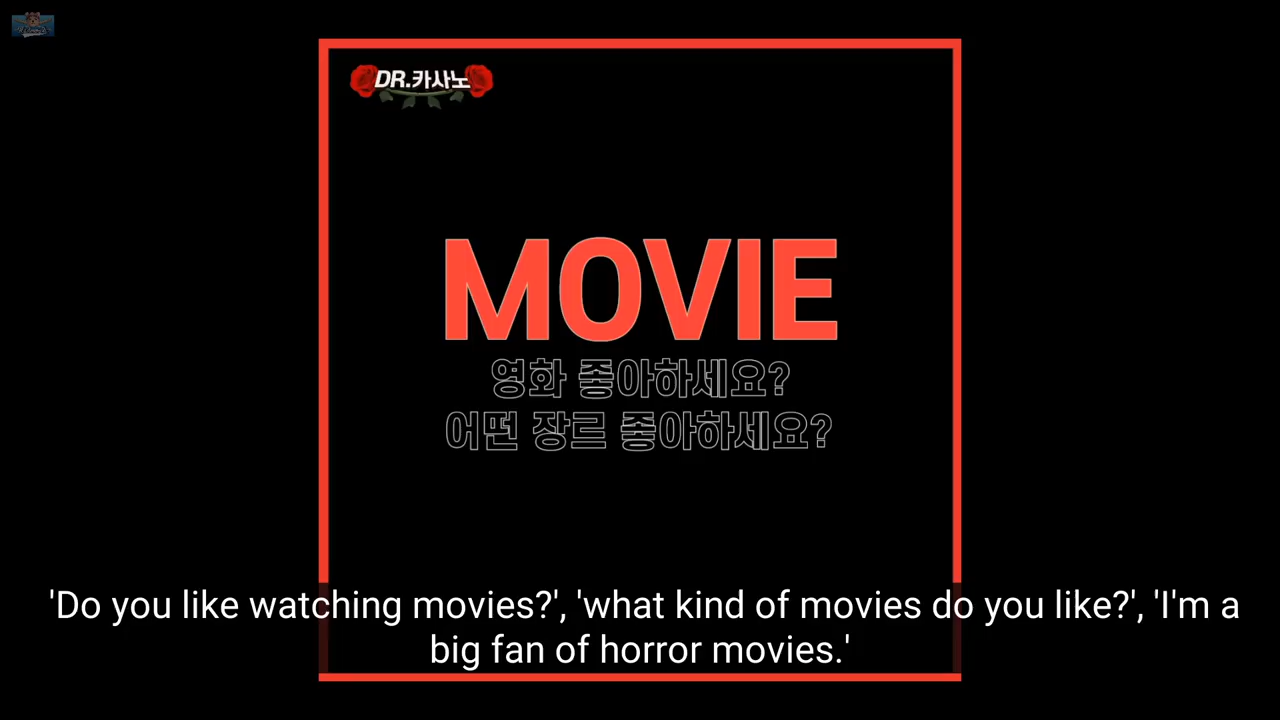 DR.카사노
MOVIE
영화 좋아하세요?
어떤 장르 좋아하세요?
'Do you like watching movies?', 'what kind of movies do you like?', 'I'm a
big fan of horror movies.'